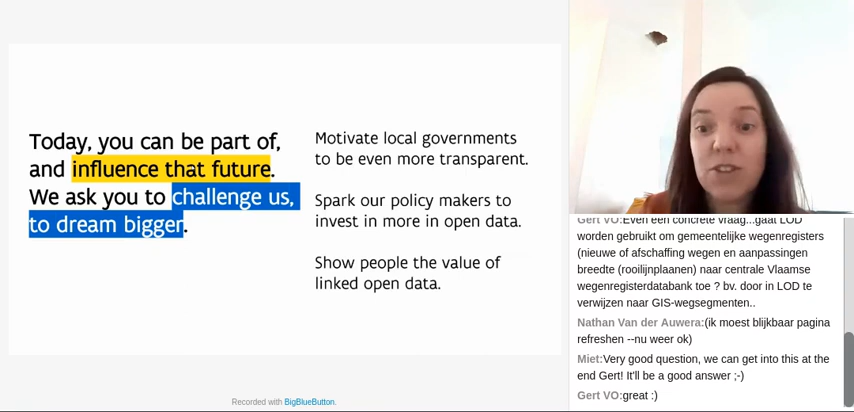 Today, you can be part of,
and influence that future.
We ask you to challenge us,
to dream bigger.
Motivate local governments
to be even more transparent.
Spark our policy makers to
invest in more in open data.
Show people the value of
linked open data.
Recorded with BigBlueButton.
Gert VO:Even een concrete vraag...gaat LOD
worden gebruikt om gemeentelijke wegenregisters
(nieuwe of afschaffing wegen en aanpassingen
breedte (rooilijnplaanen) naar centrale Vlaamse
wegenregisterdatabank toe ? bv. door in LOD te
verwijzen naar GIS-wegsegmenten..
Nathan Van der Auwera:(ik moest blijkbaar pagina
refreshen --nu weer ok)
Miet:Very good question, we can get into this at the
end Gert! It'll be a good answer ;-)
Gert VO:great :)